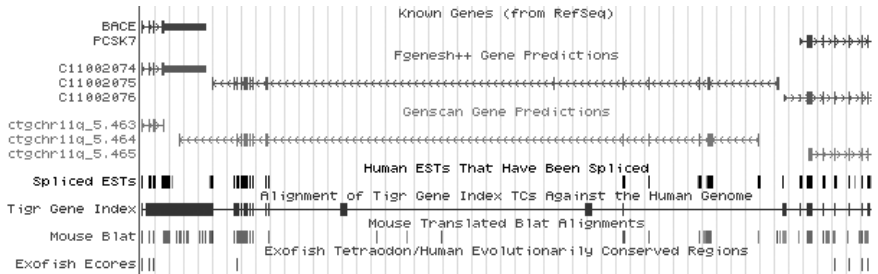 Known Genes (from RefSeq)
BACE
PCSK7
Fgenesh++ Gene Predictions
C11002074
C11002075
C11002076
Genscan Gene Predictions
ctgchr11q_5.463
ctgchr11q_5.464
ctgchr11q_5.465
Human ESTs That Have Been Spliced
Spliced ESTs
Alignment of Tigr Gene Index TCs Against the Human Genome
Tigr Gene Index
Mouse Translated Blat Alignments
Mouse Blat
Exofish Tetraodon/Human Evolutionarily Conserved Regions
Exofish Ecores